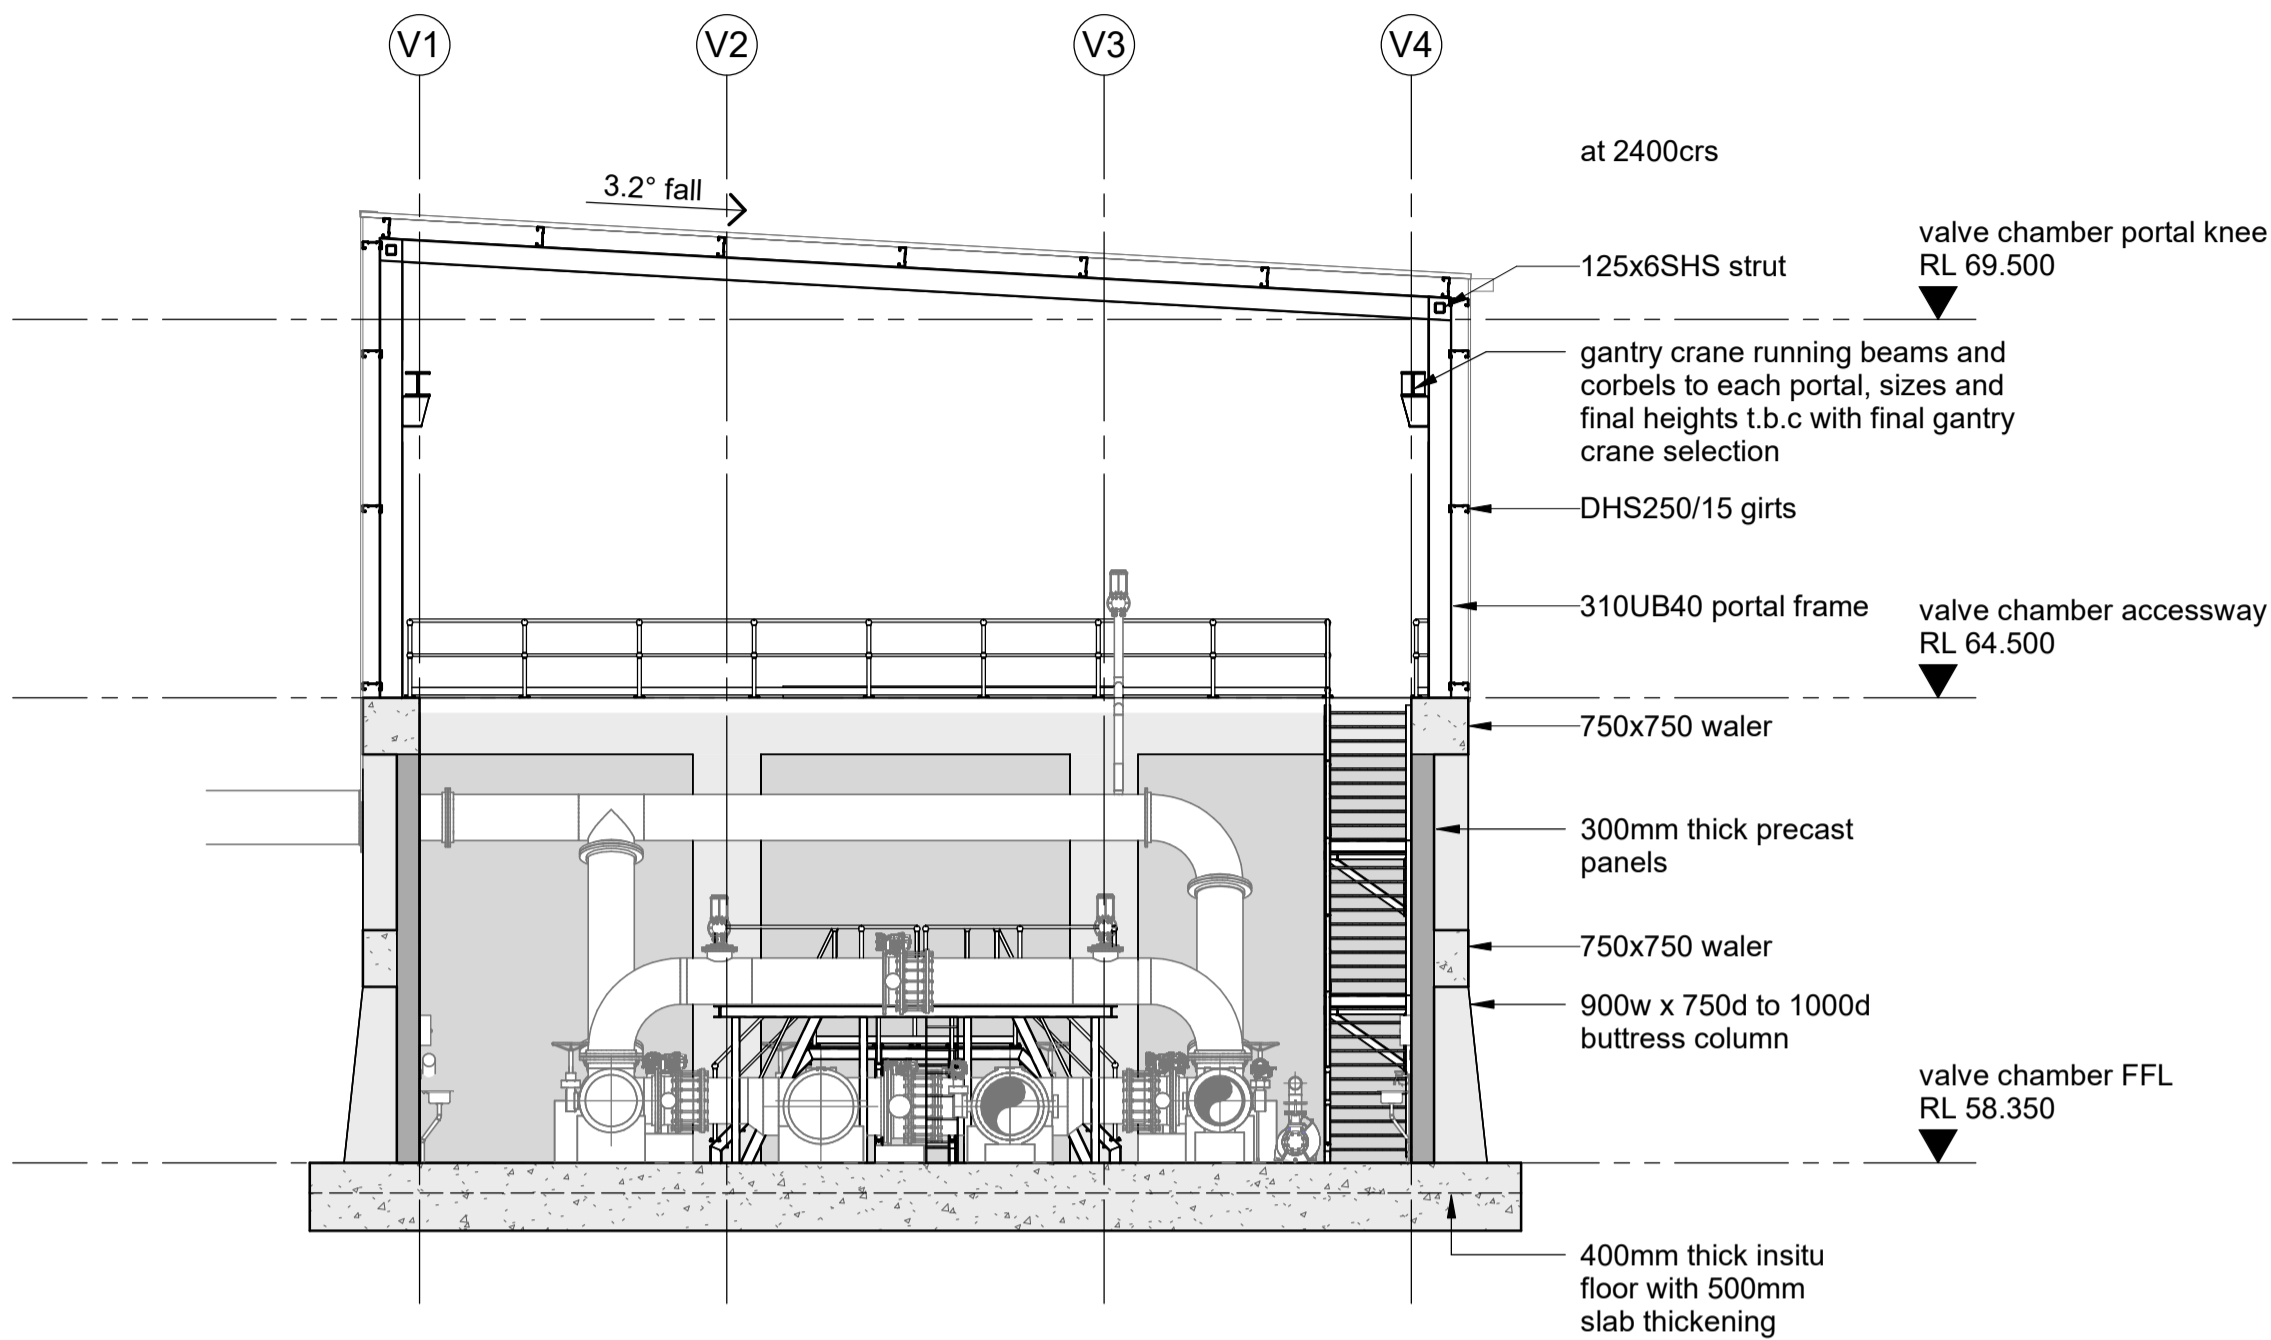 V1
V2
V3
V4
at 2400crs
3.2° fall
valve chamber portal knee
RL 69.500
125x6SHS strut
gantry crane running beams and
corbels to each portal, sizes and
final heights t.b.c with final gantry
crane selection
DHS250/15 girts
310UB40 portal frame
valve chamber accessway
RL 64.500
750x750 waler
300mm thick precast
panels
750x750 waler
900w x 750d to 1000d
buttress column
valve chamber FFL
RL 58.350
400mm thick insitu
floor with 500mm
slab thickening